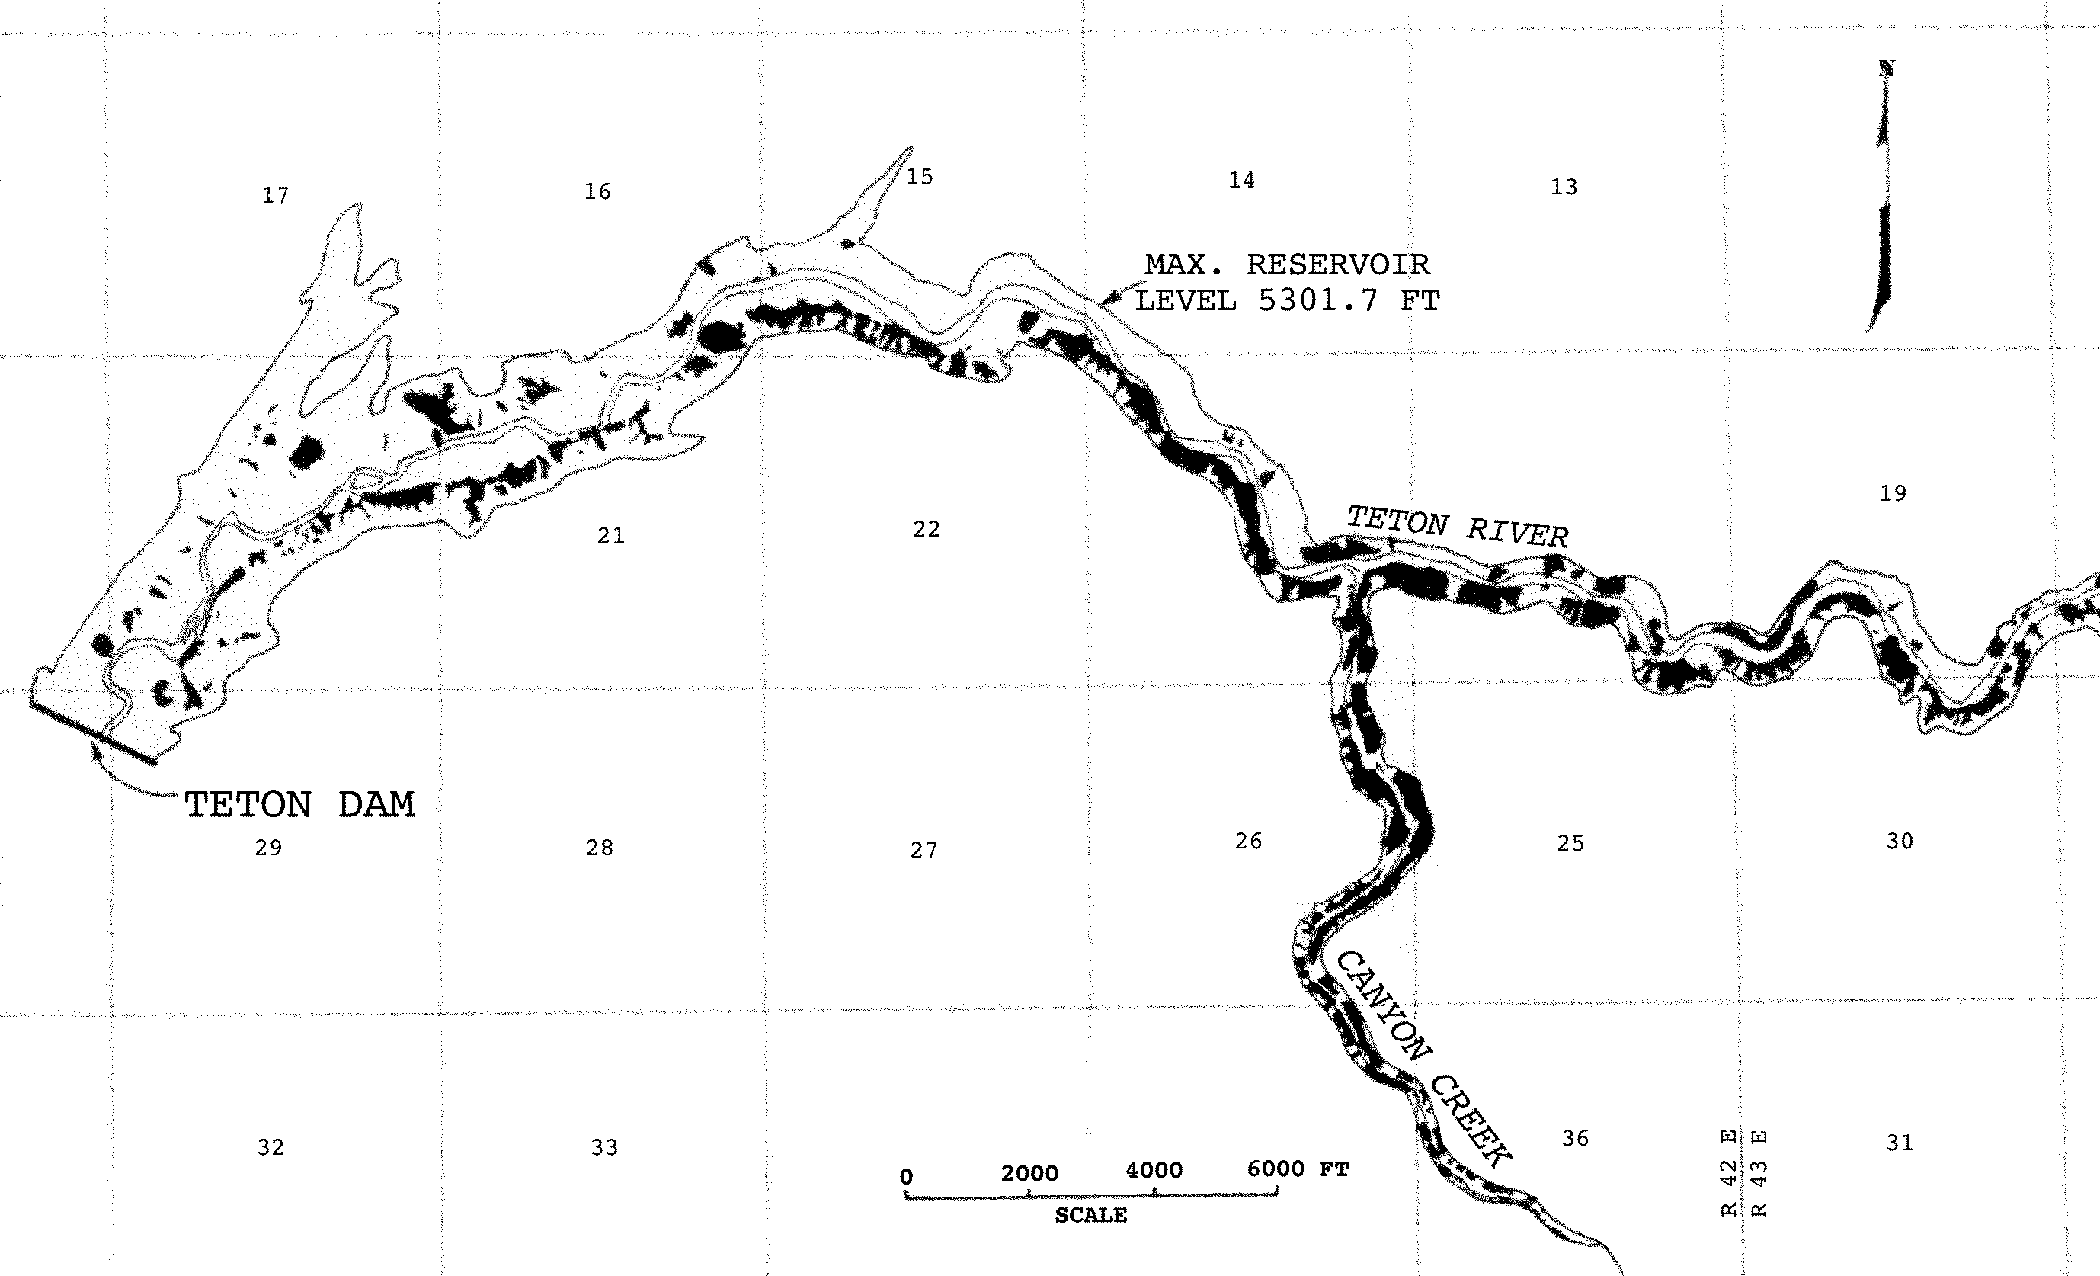 N
17
16
15
14
13
MAX. RESERVOIR
LEVEL 5301.7 FT
19
TETON RIVER
21
22
TETON DAM
29
28
27
26
25
30
CANYON CREEK
32
33
36
31
R 42 E
R 43 E
0 2000 4000 6000 FT
SCALE